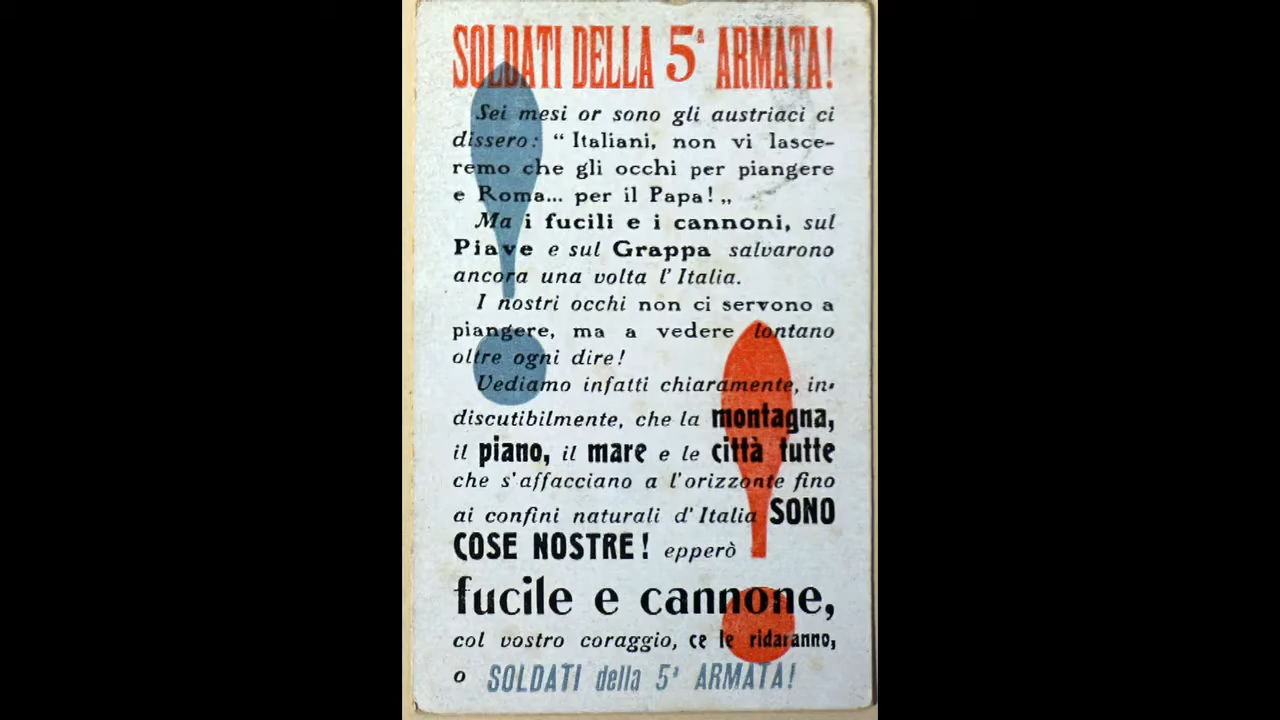 SOLDATI DELLA 5ª ARMATA!
Sei mesi or sono gli austriaci ci
dissero: “ Italiani, non vi lasce-
remo che gli occhi per piangere
e Roma... per il Papa! „
Ma i fucili e i cannoni, sul
Piave e sul Grappa salvarono
ancora una volta l'Italia.
I nostri occhi non ci servono a
piangere, ma a vedere lontano
oltre ogni dire!
Vediamo infatti chiaramente, in-
discutibilmente, che la montagna,
il piano, il mare e le città tutte
che s'affacciano a l'orizzonte fino
ai confini naturali d'Italia SONO
COSE NOSTRE! epperò
fucile e cannone,
col vostro coraggio, ce le ridaranno,
o SOLDATI della 5ª ARMATA!